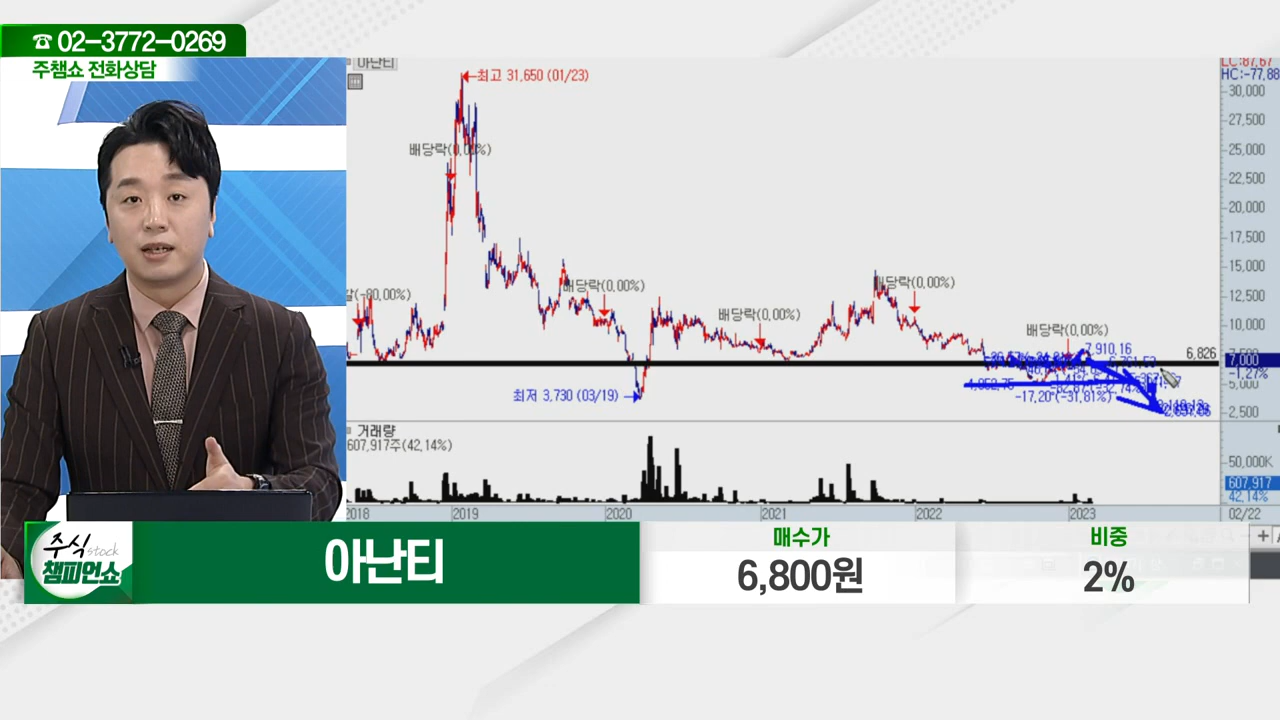 ☎ 02-3772-0269
주챔쇼 전화상담
아난티
최고 31,650 (01/23)
배당락(0,00%)
(-80,00%)
배당락(0,00%)
배당락(0,00%)
배당락(0,00%)
배당락(0,00%)
최저 3,730 (03/19)
7,910,16
6,826
-17,20 (-31,81%)
LC:87,67
HC:-77,88
30,000
27,500
25,000
22,500
20,000
17,500
15,000
12,500
10,000
7,000
-1,27%
5,000
2,500
거래량
607,917주(42,14%)
50,000K
607,917
42,14%
2018
2019
2020
2021
2022
2023
02/22
주식 stock
챔피언쇼
아난티
매수가
6,800원
비중
2%